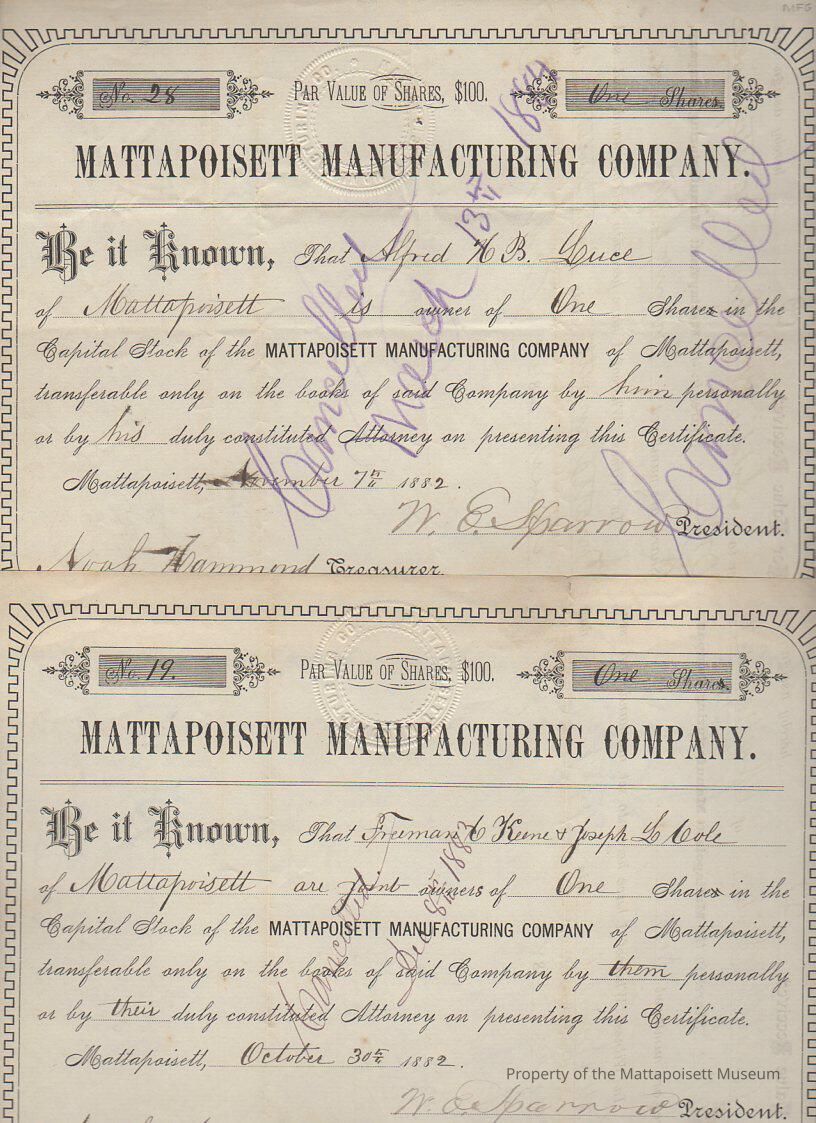 MFG
No. 28
PAR VALUE OF SHARES, $100.
One Shares
MATTAPOISETT MANUFACTURING COMPANY.
Be it Known, That Alfred H B. Luce
of Mattapoisett is owner of One Shares in the
Capital Stock of the MATTAPOISETT MANUFACTURING COMPANY of Mattapoisett,
transferable only on the books of said Company by him personally
or by his duly constituted Attorney on presenting this Certificate.
Mattapoisett, November 7th 1882.
W. E. Sparrow President.
Noah Hammond Treasurer.
Cancelled
March 13th 1884
Cancelled
No. 19.
PAR VALUE OF SHARES, $100.
One Shares
MATTAPOISETT MANUFACTURING COMPANY.
Be it Known, That Freeman C Keene & Joseph L Cole
of Mattapoisett are joint owners of One Shares in the
Capital Stock of the MATTAPOISETT MANUFACTURING COMPANY of Mattapoisett,
transferable only on the books of said Company by them personally
or by their duly constituted Attorney on presenting this Certificate.
Mattapoisett, October 30th 1882.
W. E. Sparrow President.
Cancelled
Dec 8th 1883
Property of the Mattapoisett Museum